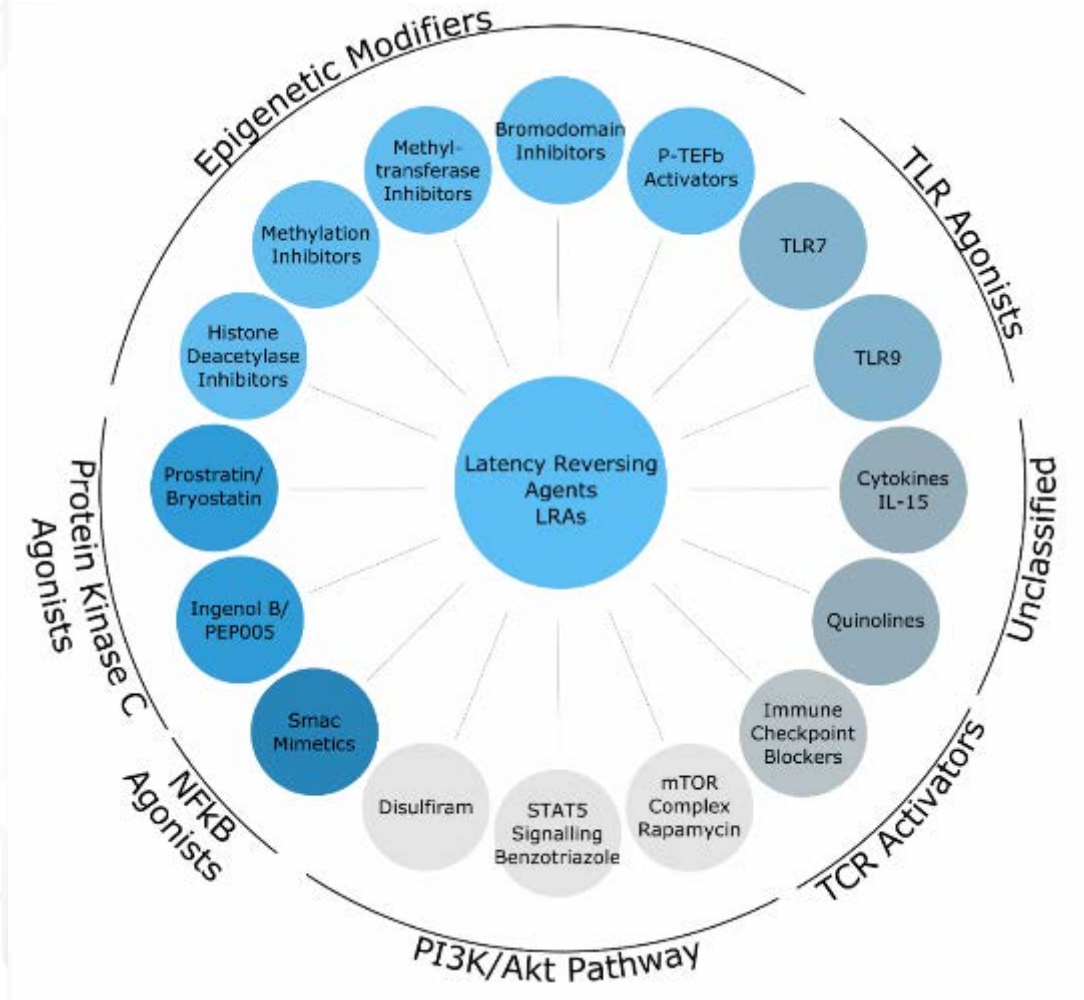 Epigenetic Modifiers
Bromodomain
Inhibitors
Methyl-
transferase
Inhibitors
P-TEFb
Activators
TLR Agonists
Methylation
Inhibitors
TLR7
Histone
Deacetylase
Inhibitors
TLR9
Latency Reversing
Agents
LRAs
Prostratin/
Bryostatin
Cytokines
IL-15
Protein Kinase C
Agonists
Unclassified
Ingenol B/
PEP005
Quinolines
Smac
Mimetics
Immune
Checkpoint
Blockers
NFkB
Agonists
Disulfiram
STAT5
Signalling
Benzotriazole
mTOR
Complex
Rapamycin
TCR Activators
PI3K/Akt Pathway